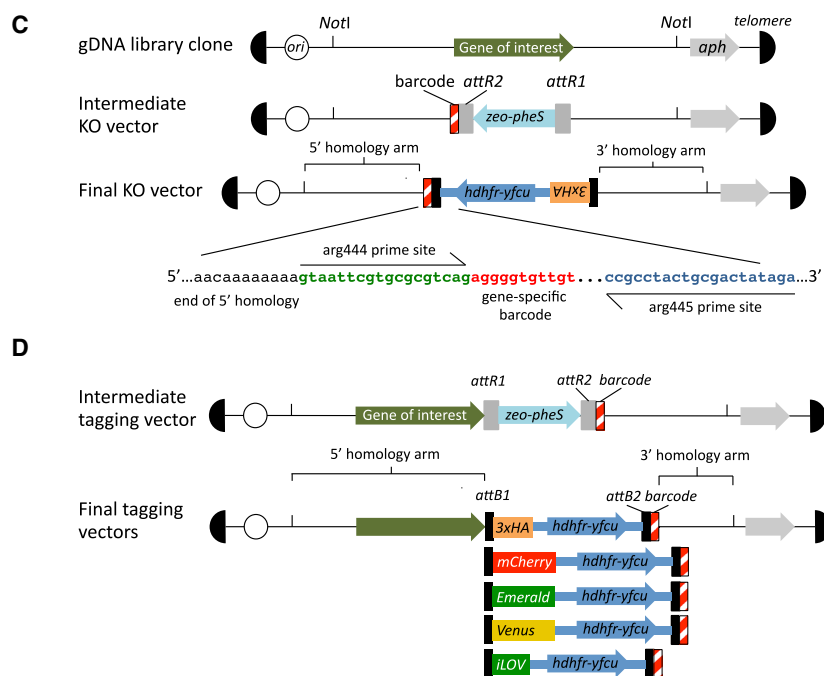 C
NotI NotI telomere
gDNA library clone ori Gene of interest aph
barcode attR2 attR1
Intermediate
KO vector zeo-pheS
5’ homology arm 3’ homology arm
Final KO vector hdhfr-yfcu 3xHA
arg444 prime site
5’…aacaaaaaaaagtaattcgtgcgcgtcagaggggtgttgt...ccgcctactgcgactataga…3’
end of 5’ homology gene-specific
barcode arg445 prime site
D
Intermediate
tagging vector Gene of interest attR1 zeo-pheS attR2 barcode
5’ homology arm 3’ homology arm
attB1 attB2 barcode
Final tagging
vectors 3xHA hdhfr-yfcu
mCherry hdhfr-yfcu
Emerald hdhfr-yfcu
Venus hdhfr-yfcu
iLOV hdhfr-yfcu